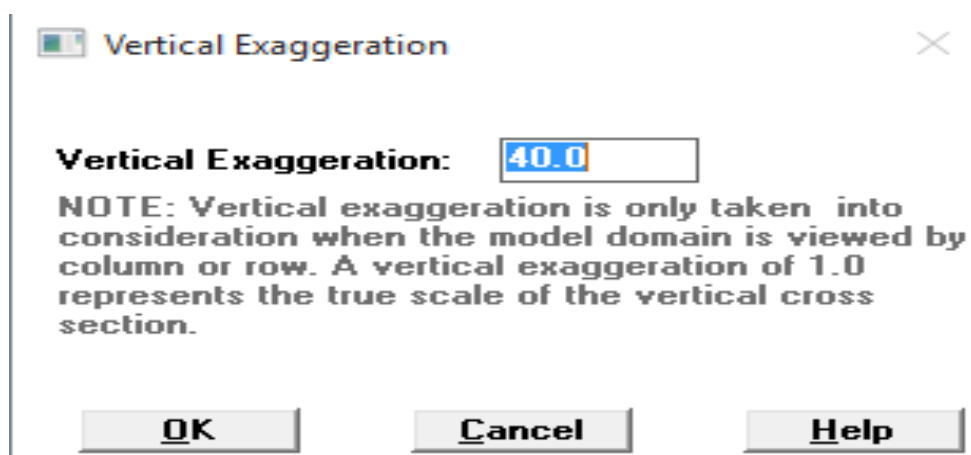 Vertical Exaggeration
Vertical Exaggeration: 40.0
NOTE: Vertical exaggeration is only taken into
consideration when the model domain is viewed by
column or row. A vertical exaggeration of 1.0
represents the true scale of the vertical cross
section.
OK Cancel Help